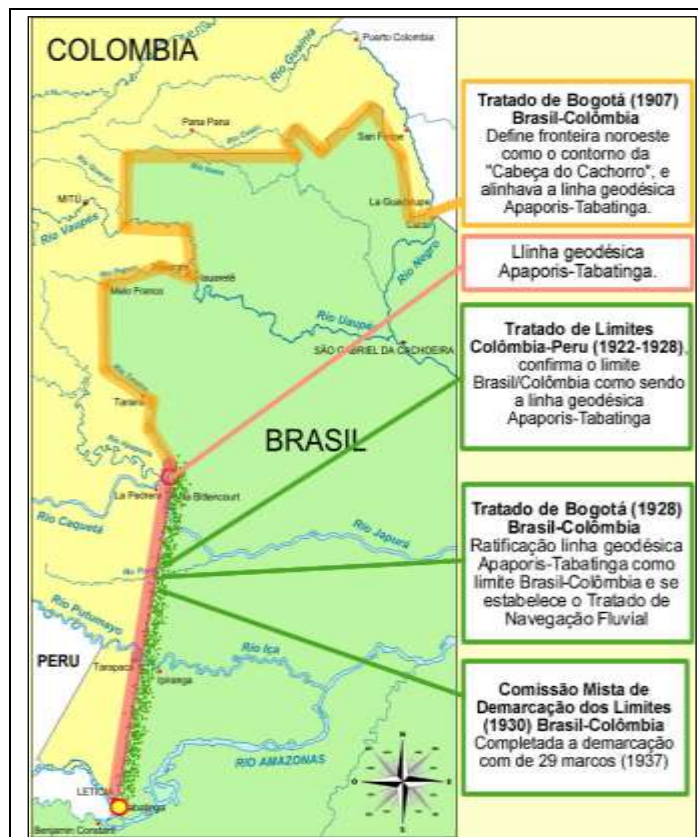 COLOMBIA
Puerto Colombia
Rio Guainía
Pana Pana
San Felipe
La Guadalupe
MITÚ
Rio Vaupés
Rio Negro
Iauaretê
Melo Franco
Rio Uaupés
SÃO GABRIEL DA CACHOEIRA
Taraira
BRASIL
La Pedrera
Bittencourt
Rio Caquetá
Rio Japurá
Rio Putumayo
PERU
Tarapacá
Rio Içá
Ipiranga
RIO AMAZONAS
LETICIA
Tabatinga
Benjamin Constant
N
O
E
S
Tratado de Bogotá (1907)
Brasil-Colômbia
Define fronteira noroeste
como o contorno da
"Cabeça do Cachorro", e
alinhava a linha geodésica
Apaporis-Tabatinga.
Llinha geodésica
Apaporis-Tabatinga.
Tratado de Limites
Colômbia-Peru (1922-1928),
confirma o limite
Brasil/Colômbia como sendo
a linha geodésica
Apaporis-Tabatinga
Tratado de Bogotá (1928)
Brasil-Colômbia
Ratificação linha geodésica
Apaporis-Tabatinga como
limite Brasil-Colômbia e se
estabelece o Tratado de
Navegação Fluvial
Comissão Mista de
Demarcação dos Limites
(1930) Brasil-Colômbia
Completada a demarcação
com de 29 marcos (1937)